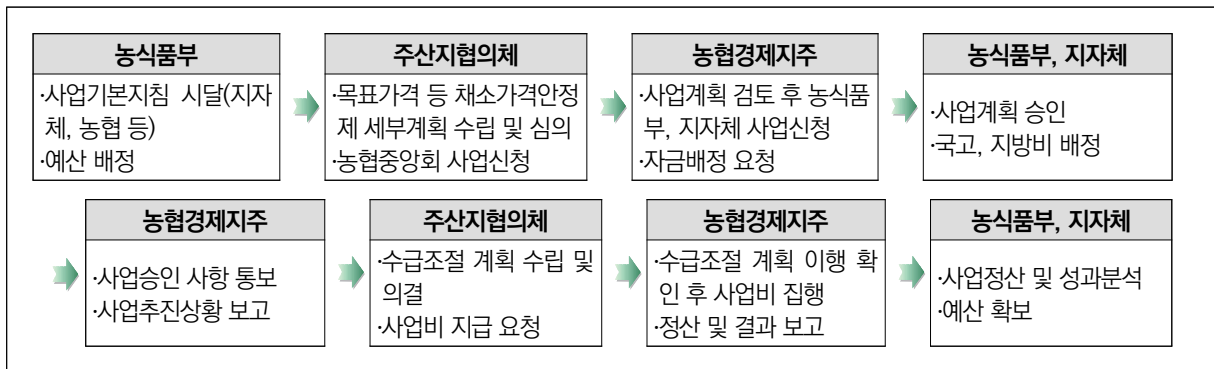 농식품부
·사업기본지침 시달(지자
체, 농협 등)
·예산 배정
주산지협의체
·목표가격 등 채소가격안정
제 세부계획 수립 및 심의
·농협중앙회 사업신청
농협경제지주
·사업계획 검토 후 농식품
부, 지자체 사업신청
·자금배정 요청
농식품부, 지자체
·사업계획 승인
·국고, 지방비 배정
농협경제지주
·사업승인 사항 통보
·사업추진상황 보고
주산지협의체
·수급조절 계획 수립 및
의결
·사업비 지급 요청
농협경제지주
·수급조절 계획 이행 확
인 후 사업비 집행
·정산 및 결과 보고
농식품부, 지자체
·사업정산 및 성과분석
·예산 확보